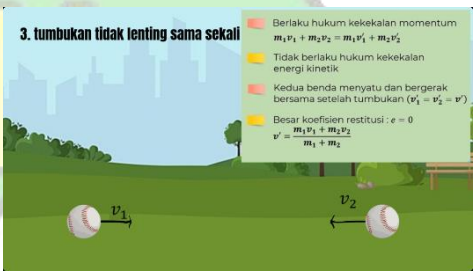 3. tumbukan tidak lenting sama sekali
Berlaku hukum kekekalan momentum
m₁v₁ + m₂v₂ = m₁v₁′ + m₂v₂′
Tidak berlaku hukum kekekalan
energi kinetik
Kedua benda menyatu dan bergerak
bersama setelah tumbukan (v₁′ = v₂′ = v′)
Besar koefisien restitusi : e = 0
v′ = (m₁v₁ + m₂v₂) / (m₁ + m₂)
v₁
v₂